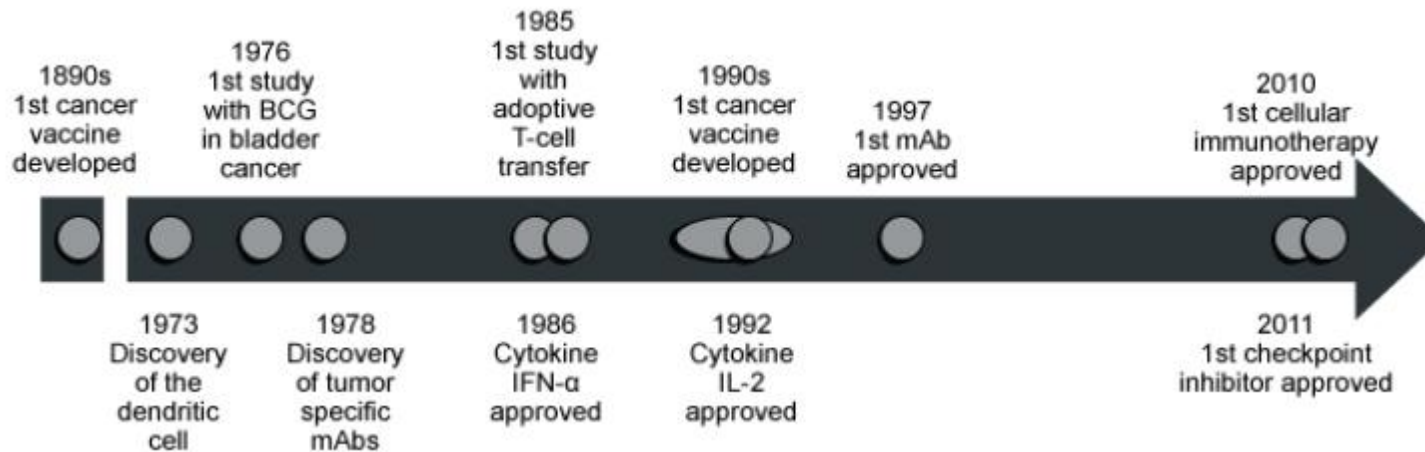 1890s
1st cancer
vaccine
developed
1976
1st study
with BCG
in bladder
cancer
1985
1st study
with
adoptive
T-cell
transfer
1990s
1st cancer
vaccine
developed
1997
1st mAb
approved
2010
1st cellular
immunotherapy
approved
1973
Discovery
of the
dendritic
cell
1978
Discovery
of tumor
specific
mAbs
1986
Cytokine
IFN-α
approved
1992
Cytokine
IL-2
approved
2011
1st checkpoint
inhibitor approved